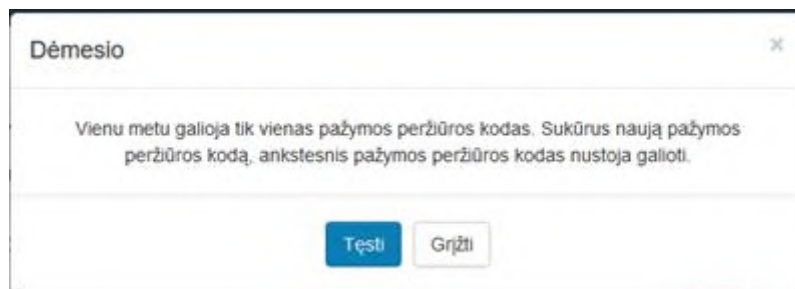 Dėmesio
Vienu metu galioja tik vienas pažymos peržiūros kodas. Sukūrus naują pažymos
peržiūros kodą, ankstesnis pažymos peržiūros kodas nustoja galioti.
Tęsti Grįžti